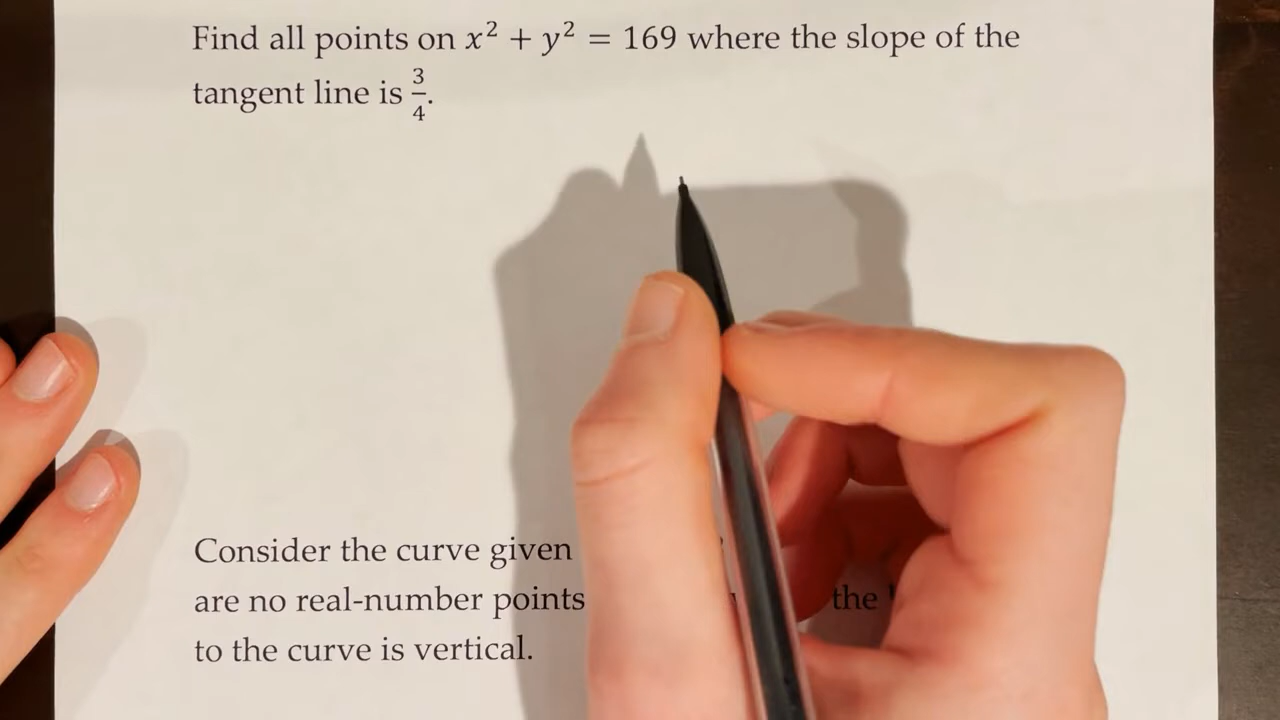 Find all points on x² + y² = 169 where the slope of the
tangent line is 3/4.
Consider the curve given
are no real-number points the
to the curve is vertical.